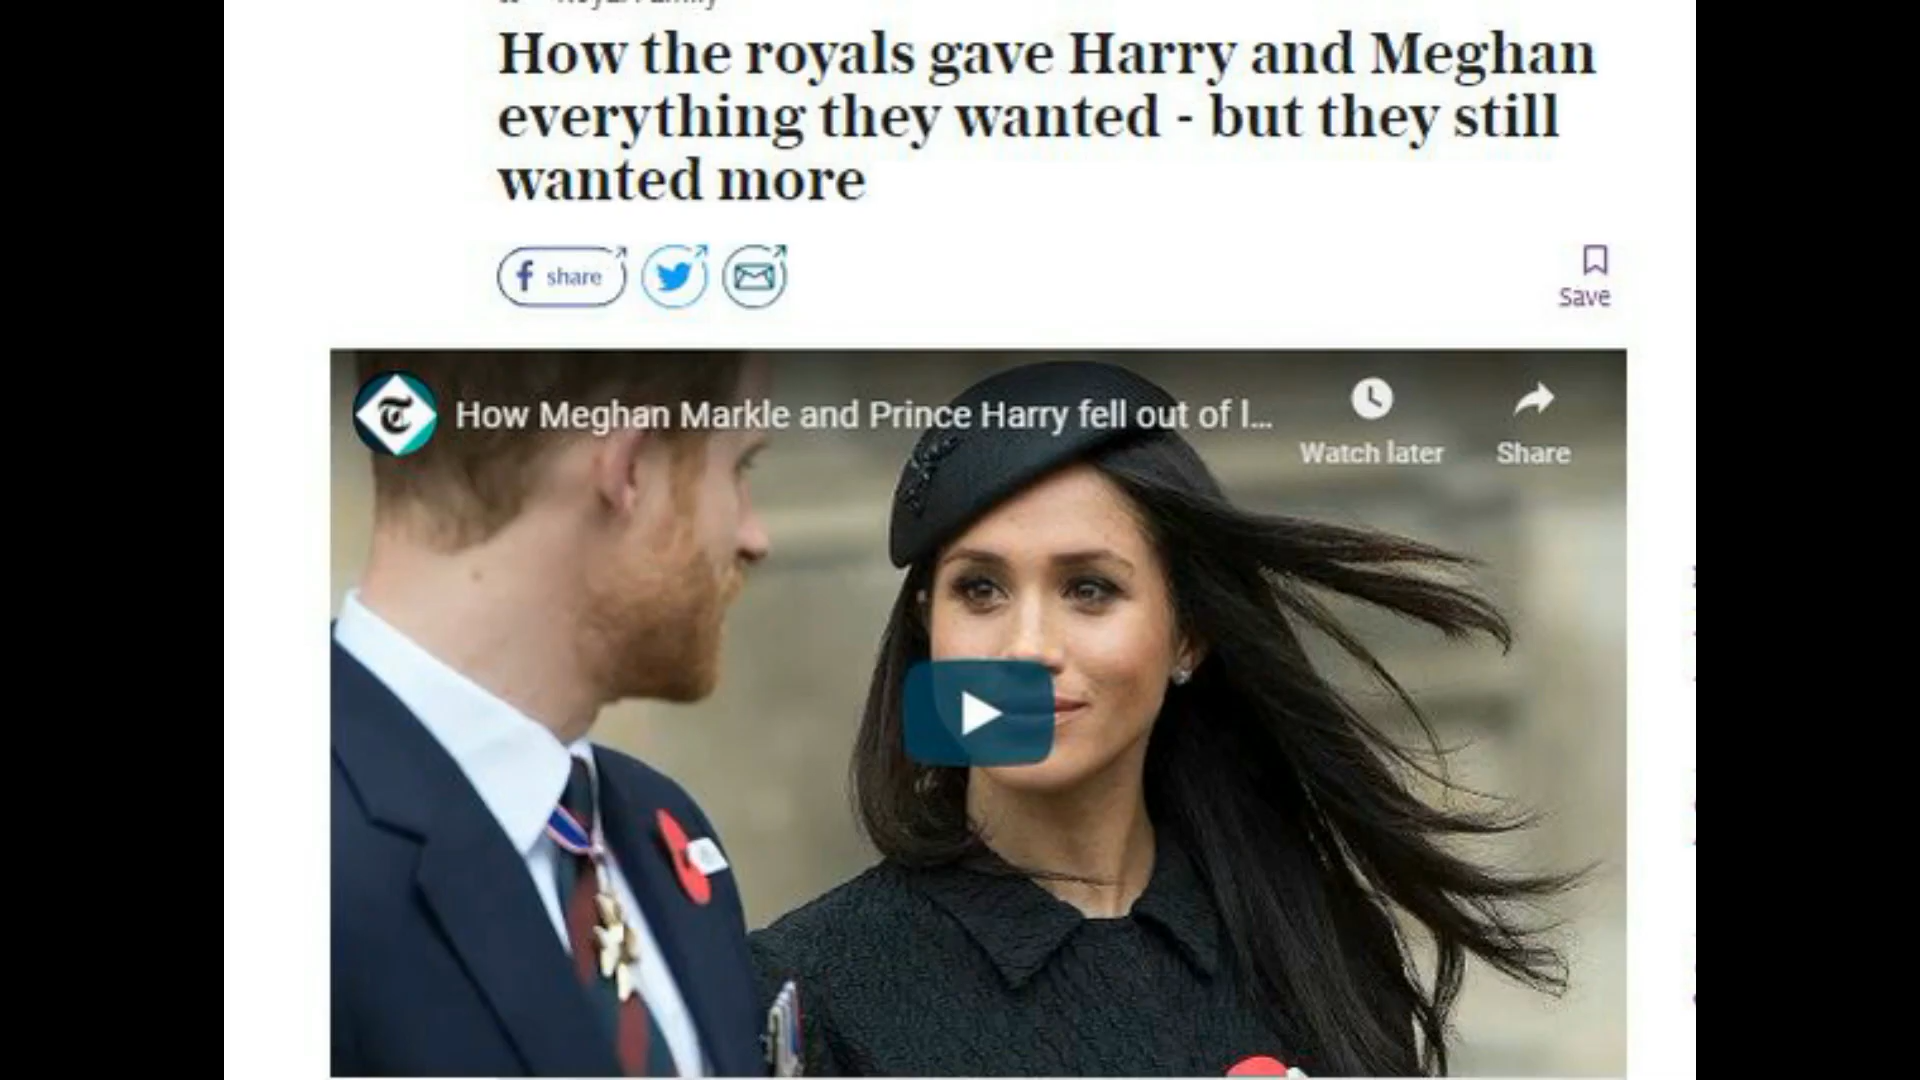 How the royals gave Harry and Meghan
everything they wanted - but they still
wanted more
share
Save
How Meghan Markle and Prince Harry fell out of l...
Watch later
Share